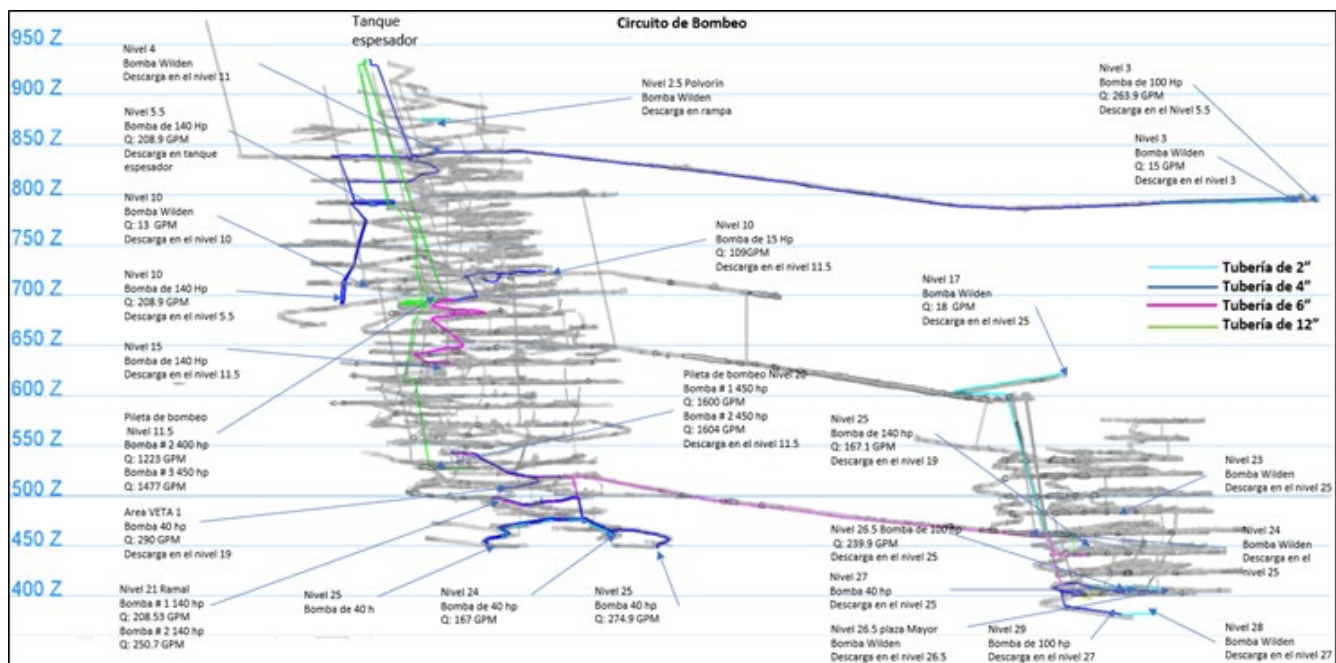 Circuito de Bombeo
Tanque
espesador
950 Z
900 Z
850 Z
800 Z
750 Z
700 Z
650 Z
600 Z
550 Z
500 Z
450 Z
400 Z
Nivel 4
Bomba Wilden
Descarga en el nivel 11
Nivel 5.5
Bomba de 140 Hp
Q: 208.9 GPM
Descarga en tanque
espesador
Nivel 10
Bomba Wilden
Q: 13 GPM
Descarga en el nivel 10
Nivel 10
Bomba de 140 Hp
Q: 208.9 GPM
Descarga en el nivel 5.5
Nivel 15
Bomba de 140 Hp
Descarga en el nivel 11.5
Pileta de bombeo
Nivel 11.5
Bomba # 2 400 hp
Q: 1223 GPM
Bomba # 3 450 hp
Q: 1477 GPM
Area VETA 1
Bomba 40 hp
Q: 290 GPM
Descarga en el nivel 19
Nivel 21 Ramal
Bomba # 1 140 hp
Q: 208.53 GPM
Bomba # 2 140 hp
Q: 250.7 GPM
Nivel 2.5 Polvorín
Bomba Wilden
Descarga en rampa
Nivel 3
Bomba de 100 Hp
Q: 263.9 GPM
Descarga en el Nivel 5.5
Nivel 3
Bomba Wilden
Q: 15 GPM
Descarga en el nivel 3
Nivel 10
Bomba de 15 Hp
Q: 109GPM
Descarga en el nivel 11.5
Nivel 17
Bomba Wilden
Q: 18 GPM
Descarga en el nivel 25
Tubería de 2”
Tubería de 4”
Tubería de 6”
Tubería de 12”
Pileta de bombeo Nivel 20
Bomba # 1 450 hp
Q: 1600 GPM
Bomba # 2 450 hp
Q: 1604 GPM
Descarga en el nivel 11.5
Nivel 25
Bomba de 140 hp
Q: 167.1 GPM
Descarga en el nivel 19
Nivel 23
Bomba Wilden
Descarga en el nivel 25
Nivel 26.5 Bomba de 100 hp
Q: 239.9 GPM
Descarga en el nivel 25
Nivel 24
Bomba Wilden
Descarga en el
nivel 25
Nivel 27
Bomba 40 hp
Descarga en el nivel 25
Nivel 25
Bomba de 40 h
Nivel 24
Bomba de 40 hp
Q: 167 GPM
Nivel 25
Bomba 40 hp
Q: 274.9 GPM
Nivel 26.5 plaza Mayor
Bomba Wilden
Descarga en el nivel 26.5
Nivel 29
Bomba de 100 hp
Descarga en el nivel 27
Nivel 28
Bomba Wilden
Descarga en el nivel 27